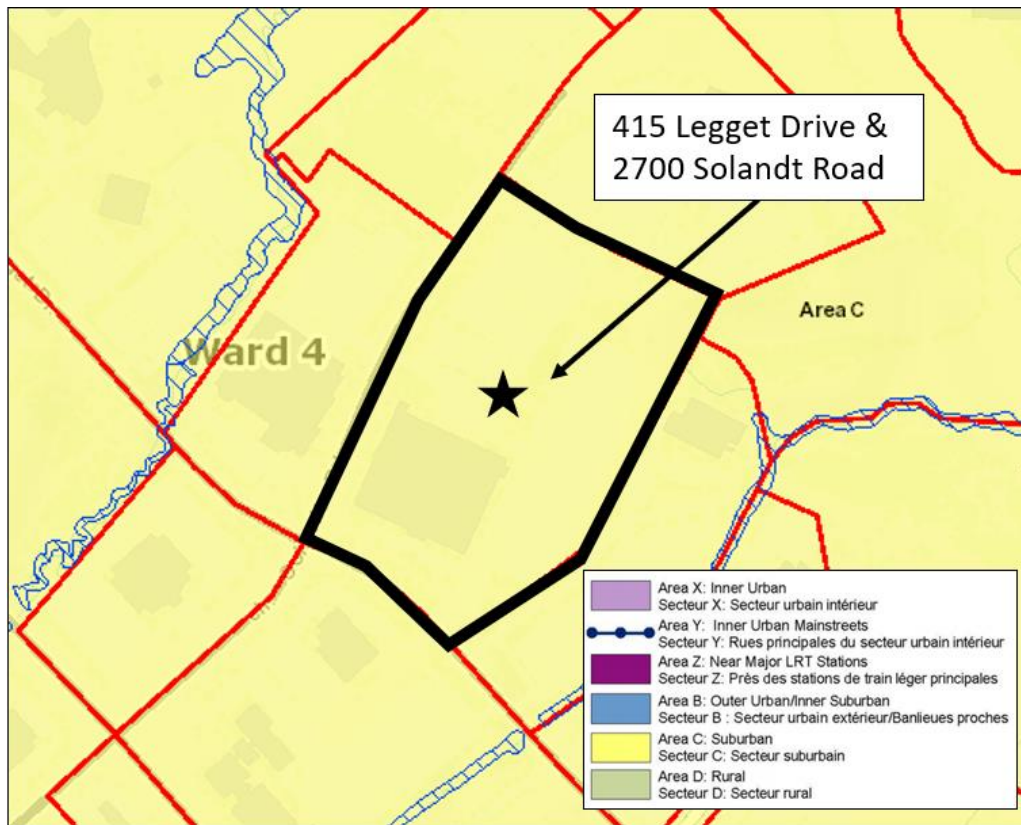 415 Legget Drive &
2700 Solandt Road
Area C
Ward 4
Area X: Inner Urban
Secteur X: Secteur urbain intérieur
Area Y: Inner Urban Mainstreets
Secteur Y: Rues principales du secteur urbain intérieur
Area Z: Near Major LRT Stations
Secteur Z: Près des stations de train léger principales
Area B: Outer Urban/Inner Suburban
Secteur B : Secteur urbain extérieur/Banlieues proches
Area C: Suburban
Secteur C: Secteur suburbain
Area D: Rural
Secteur D: Secteur rural